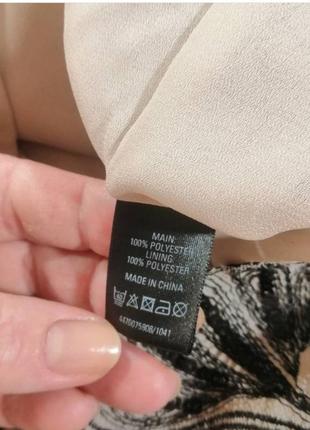 MAIN:
100% POLYESTER
LINING:
100% POLYESTER
MADE IN CHINA